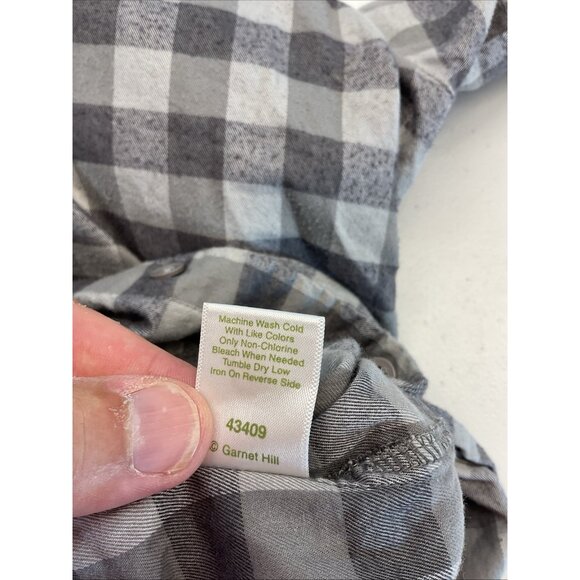 Machine Wash Cold
With Like Colors
Only Non-Chlorine
Bleach When Needed
Tumble Dry Low
Iron On Reverse Side
43409
© Garnet Hill